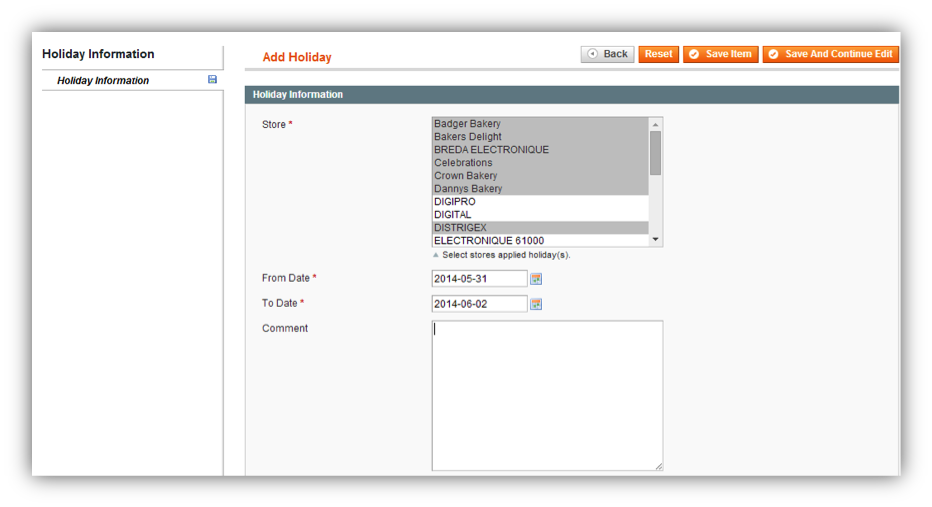 Holiday Information
Holiday Information
Add Holiday
Back Reset Save Item Save And Continue Edit
Holiday Information
Store *
Badger Bakery
Bakers Delight
BREDA ELECTRONIQUE
Celebrations
Crown Bakery
Dannys Bakery
DIGIPRO
DIGITAL
DISTRIGEX
ELECTRONIQUE 61000
Select stores applied holiday(s).
From Date * 2014-05-31
To Date * 2014-06-02
Comment